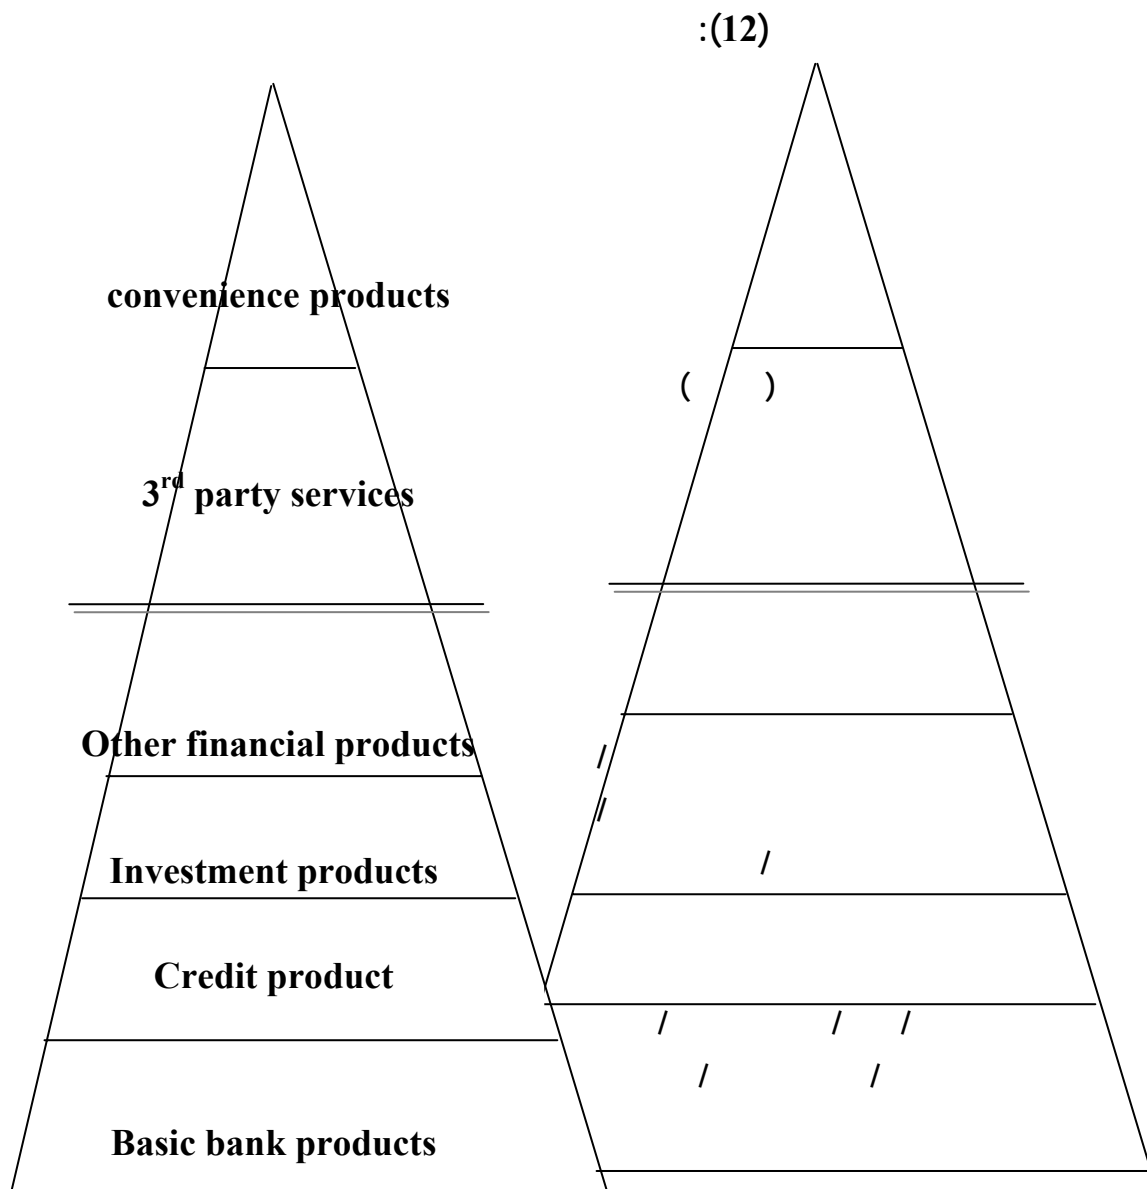 :(12)
convenience products
( )
3rd party services
Other financial products
/
/
/
Investment products
Credit product
/ / /
/ /
Basic bank products